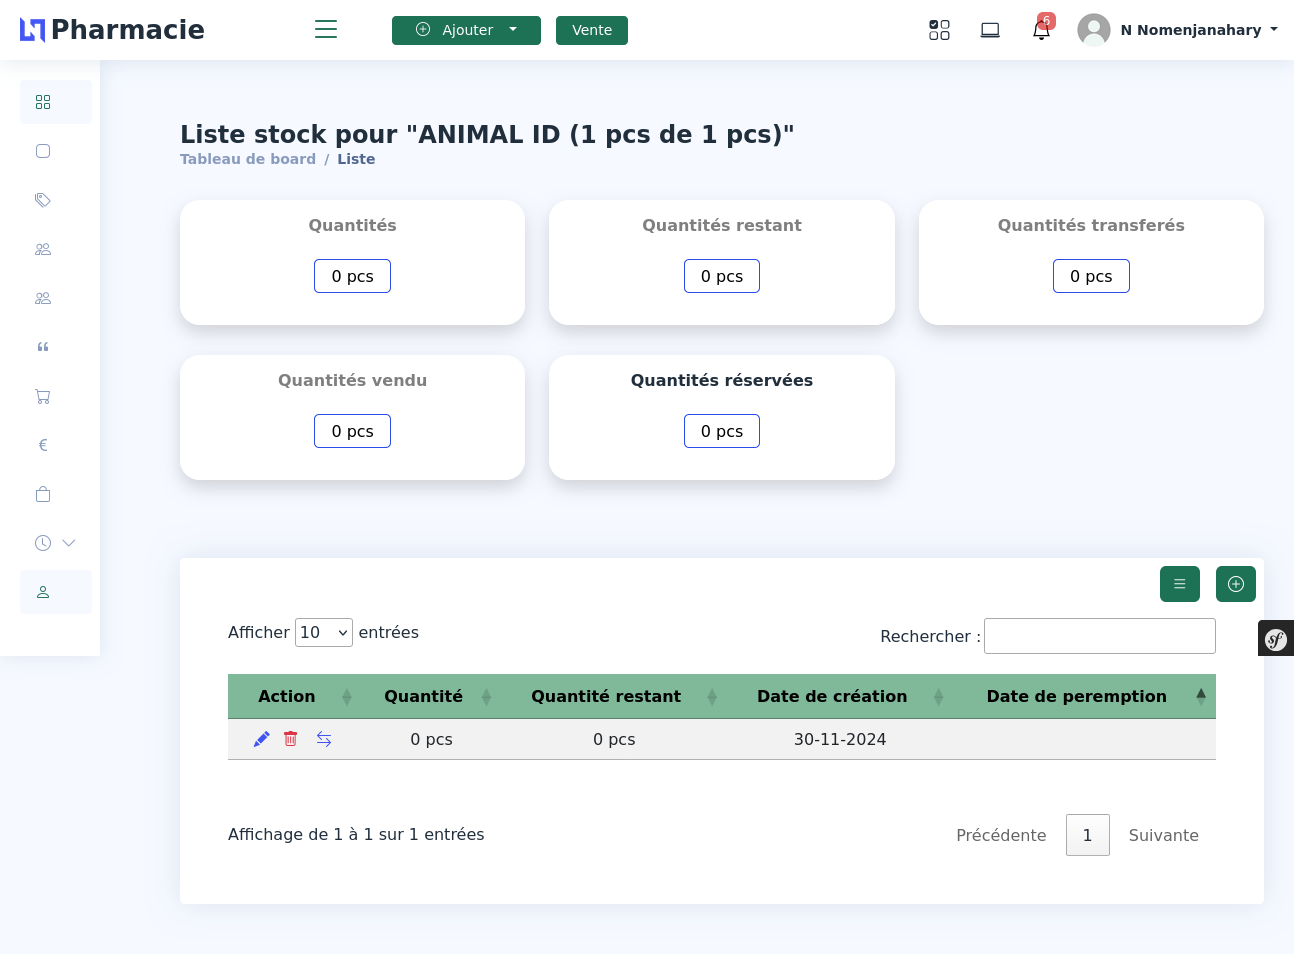 Pharmacie
Ajouter
Vente
6
N Nomenjanahary
Liste stock pour "ANIMAL ID (1 pcs de 1 pcs)"
Tableau de board / Liste
Quantités
Quantités restant
Quantités transferés
0 pcs
0 pcs
0 pcs
Quantités vendu
Quantités réservées
0 pcs
0 pcs
Afficher 10 entrées
Rechercher :
Action Quantité Quantité restant Date de création Date de peremption
0 pcs 0 pcs 30-11-2024
Affichage de 1 à 1 sur 1 entrées
Précédente 1 Suivante
sf